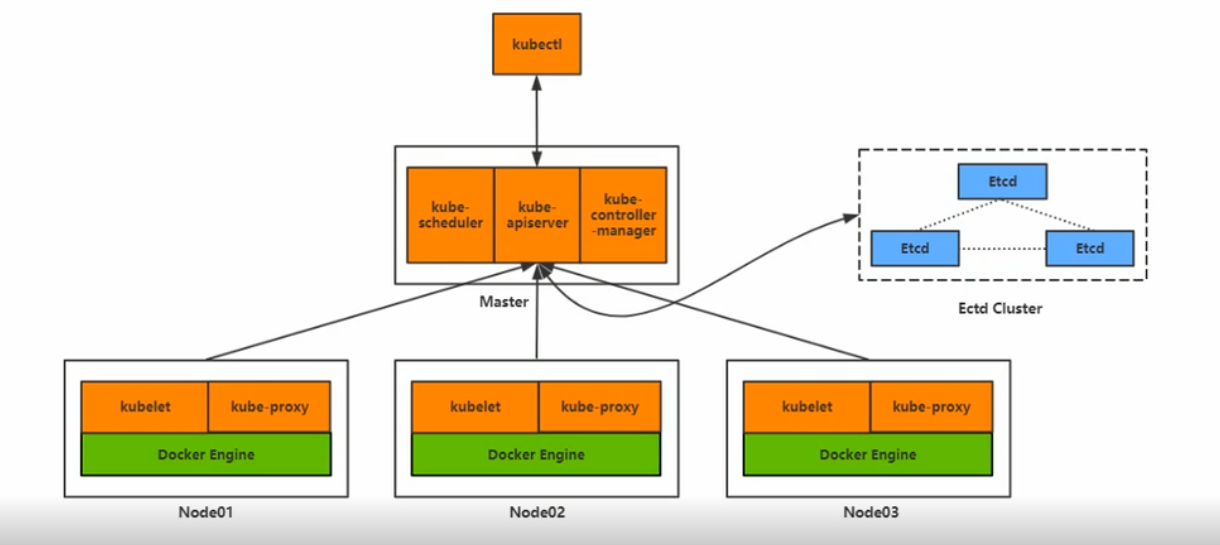 kubectl
kube-
scheduler
kube-
apiserver
kube-
controller
-manager
Master
Etcd
Etcd
Etcd
Ectd Cluster
kubelet
kube-proxy
Docker Engine
Node01
kubelet
kube-proxy
Docker Engine
Node02
kubelet
kube-proxy
Docker Engine
Node03